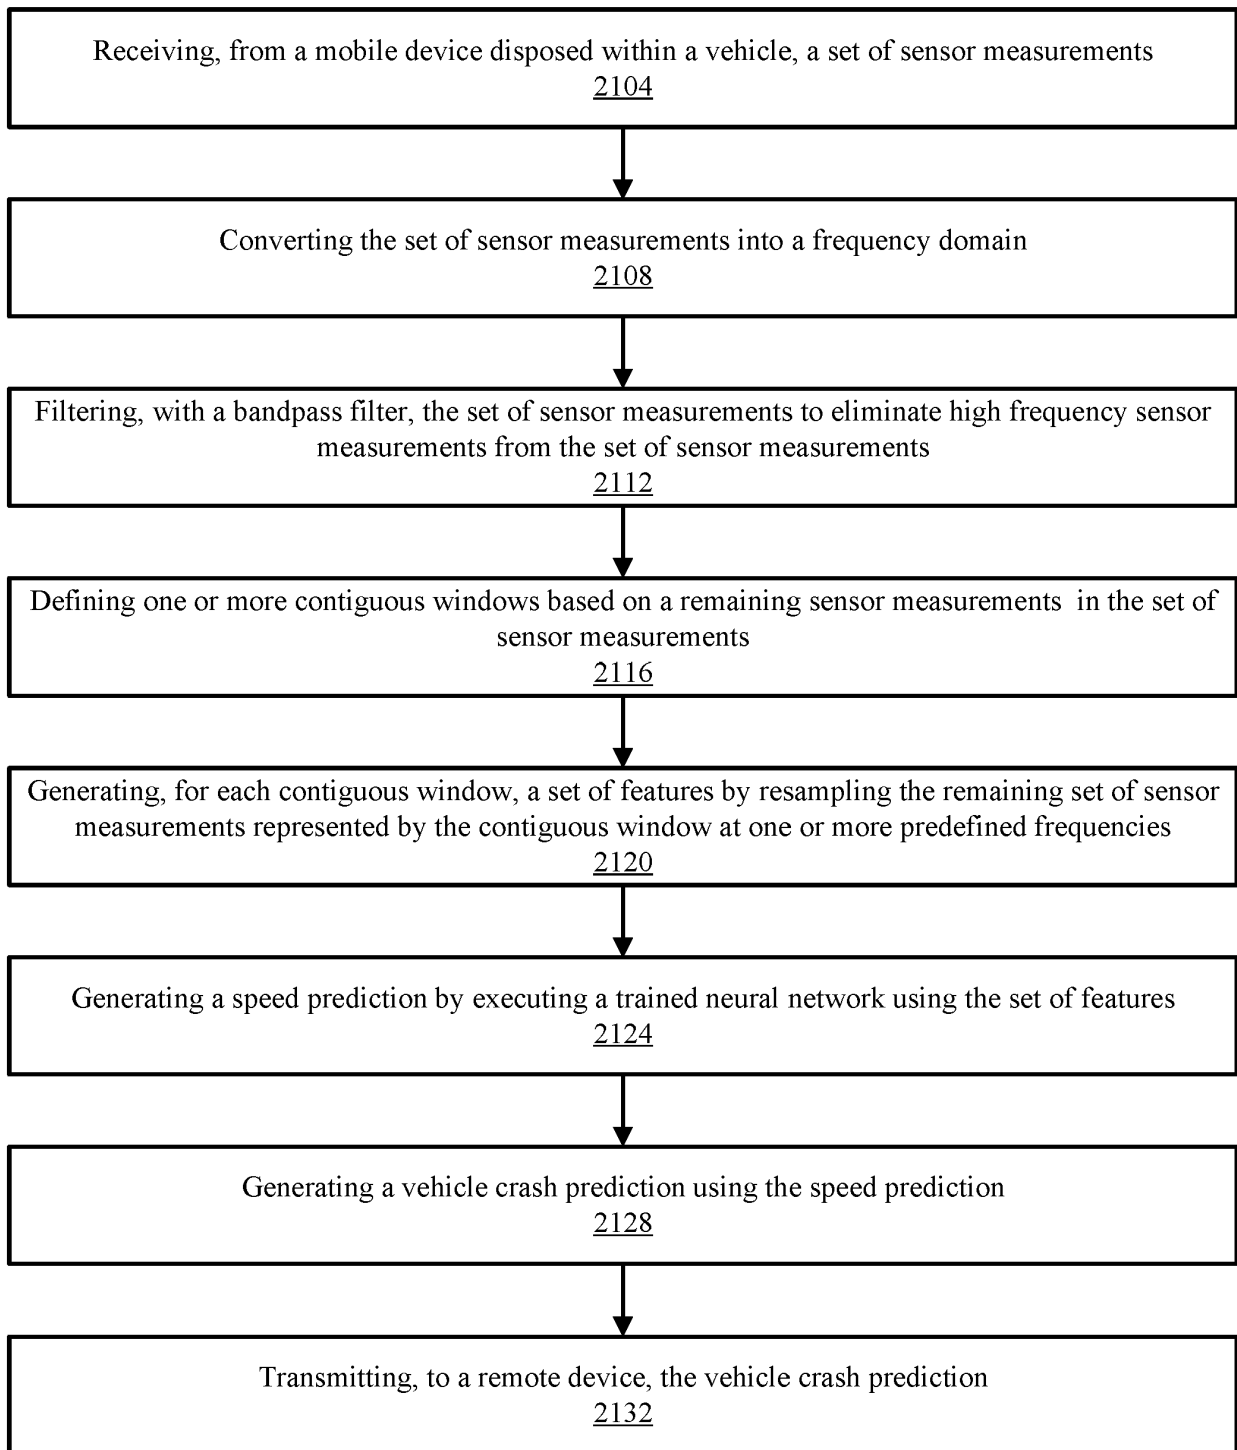 Receiving, from a mobile device disposed within a vehicle, a set of sensor measurements
2104
Converting the set of sensor measurements into a frequency domain
2108
Filtering, with a bandpass filter, the set of sensor measurements to eliminate high frequency sensor
measurements from the set of sensor measurements
2112
Defining one or more contiguous windows based on a remaining sensor measurements in the set of
sensor measurements
2116
Generating, for each contiguous window, a set of features by resampling the remaining set of sensor
measurements represented by the contiguous window at one or more predefined frequencies
2120
Generating a speed prediction by executing a trained neural network using the set of features
2124
Generating a vehicle crash prediction using the speed prediction
2128
Transmitting, to a remote device, the vehicle crash prediction
2132